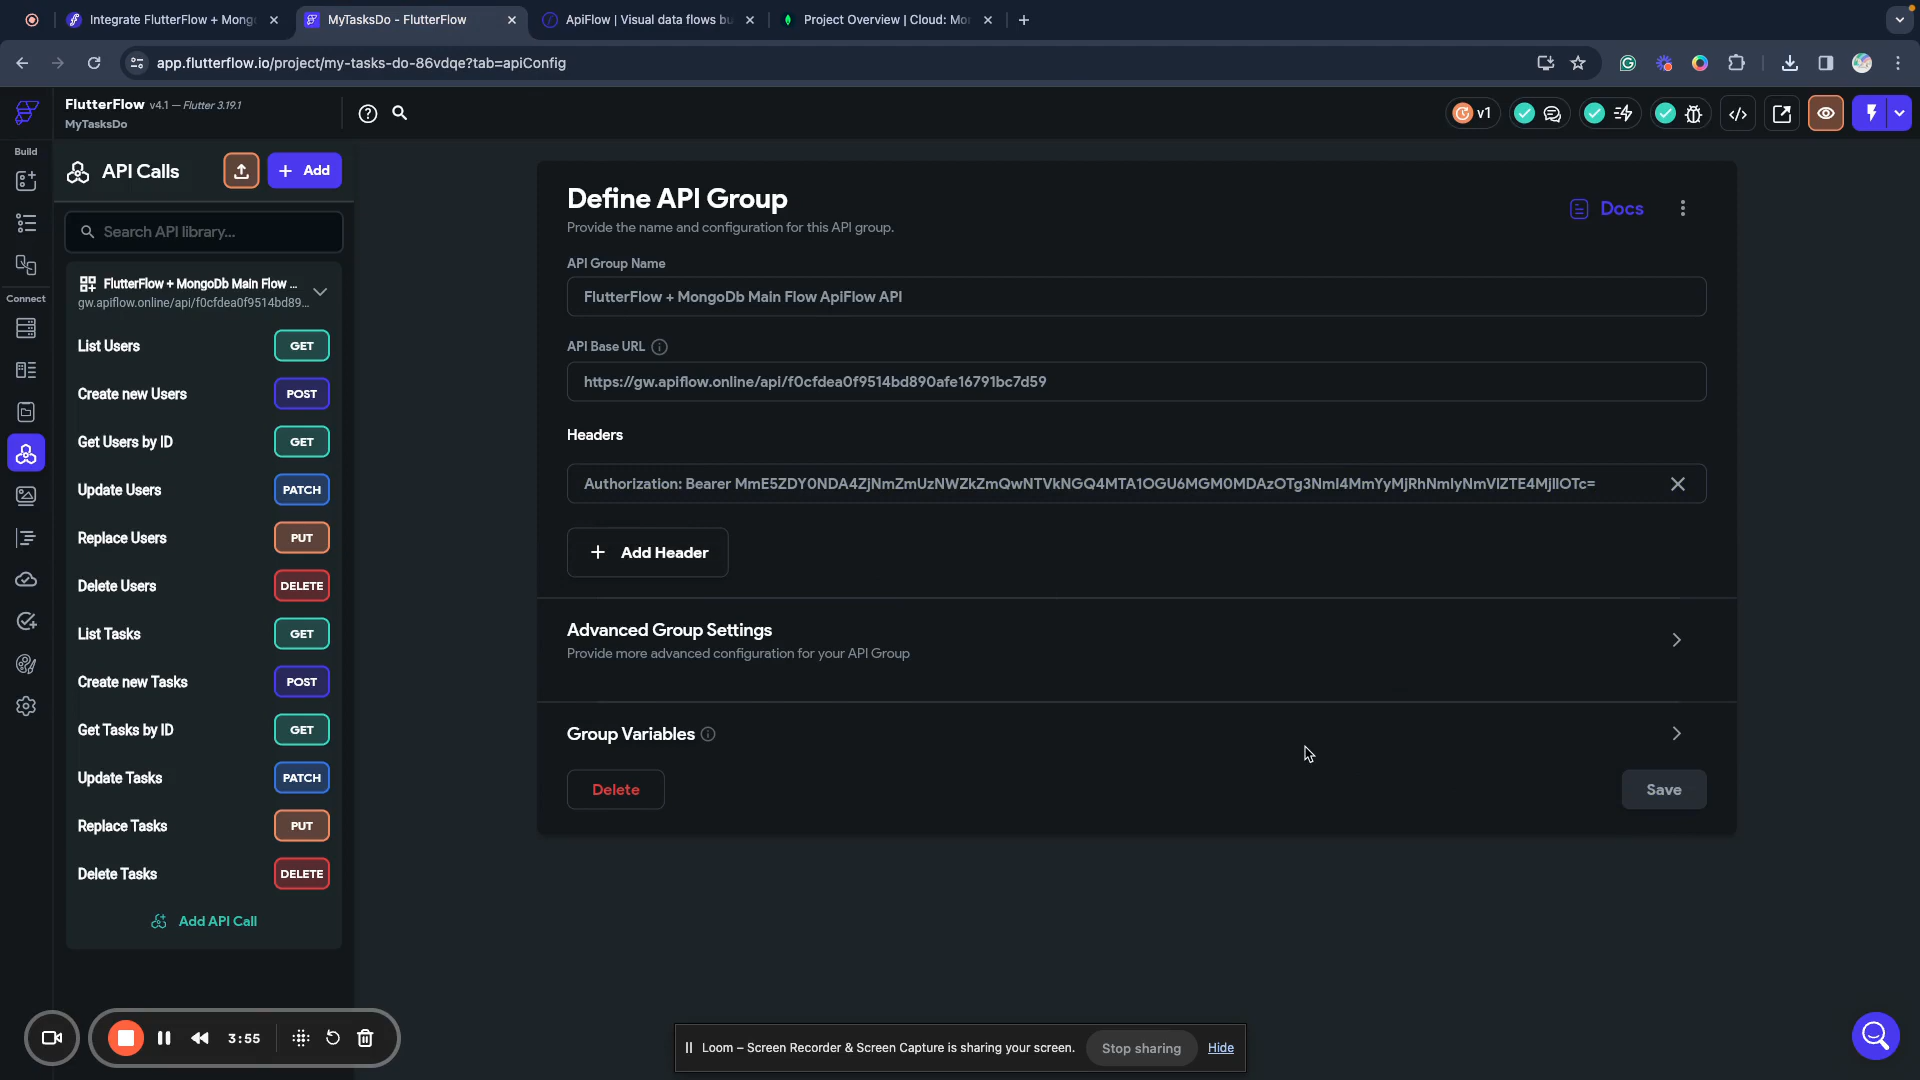 Integrate FlutterFlow + Mong
MyTasksDo - FlutterFlow
ApiFlow | Visual data flows bu
Project Overview | Cloud: Mon
app.flutterflow.io/project/my-tasks-do-86vdqe?tab=apiConfig
FlutterFlow v4.1 — Flutter 3.19.1
MyTasksDo
v1
Build
API Calls
Add
Search API library...
Connect
FlutterFlow + MongoDb Main Flow ...
gw.apiflow.online/api/f0cfdea0f9514bd89...
List Users GET
Create new Users POST
Get Users by ID GET
Update Users PATCH
Replace Users PUT
Delete Users DELETE
List Tasks GET
Create new Tasks POST
Get Tasks by ID GET
Update Tasks PATCH
Replace Tasks PUT
Delete Tasks DELETE
Add API Call
Define API Group
Provide the name and configuration for this API group.
Docs
API Group Name
FlutterFlow + MongoDb Main Flow ApiFlow API
API Base URL
https://gw.apiflow.online/api/f0cfdea0f9514bd890afe16791bc7d59
Headers
Authorization: Bearer
Add Header
Advanced Group Settings
Provide more advanced configuration for your API Group
Group Variables
Delete
Save
3:55
Loom – Screen Recorder & Screen Capture is sharing your screen.
Stop sharing
Hide